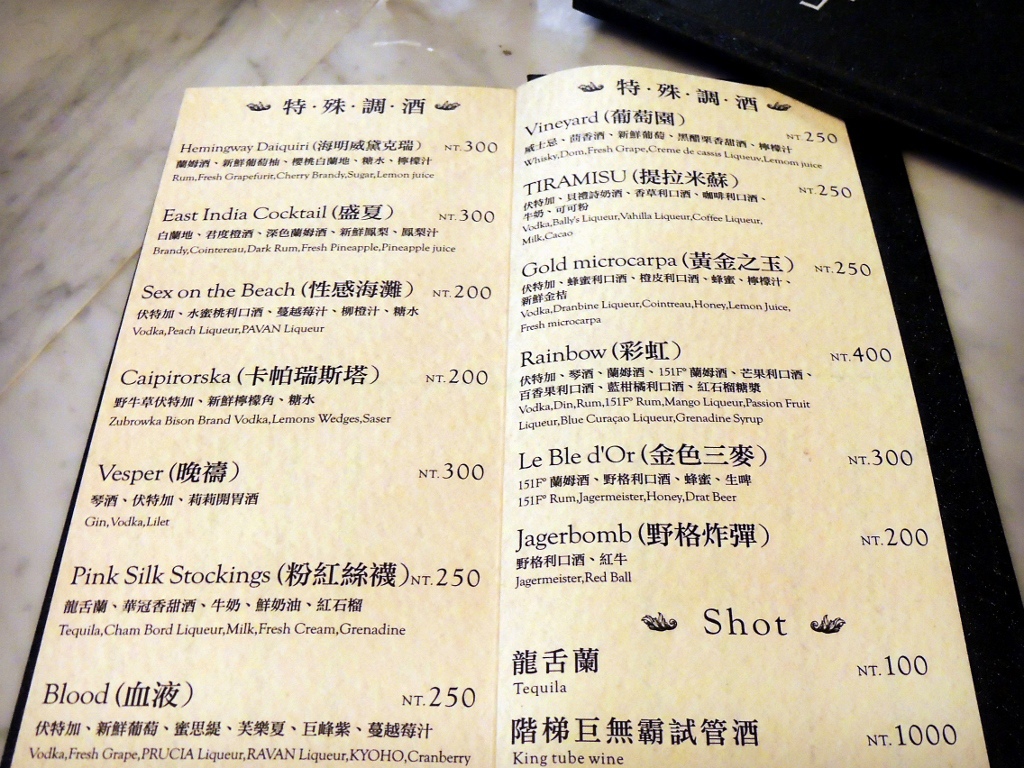 特·殊·調·酒
Hemingway Daiquiri (海明威黛克瑞) NT.300
蘭姆酒、新鮮葡萄柚、櫻桃白蘭地、糖水、檸檬汁
Rum,Fresh Grapefurit,Cherry Brandy,Sugar,Lemon juice
East India Cocktail (盛夏) NT.300
白蘭地、君度橙酒、深色蘭姆酒、新鮮鳳梨、鳳梨汁
Brandy,Cointereau,Dark Rum,Fresh Pineapple,Pineapple juice
Sex on the Beach (性感海灘) NT.200
伏特加、水蜜桃利口酒、蔓越莓汁、柳橙汁、糖水
Vodka,Peach Liqueur,PAVAN Liqueur
Caipirorska (卡帕瑞斯塔) NT.200
野牛草伏特加、新鮮檸檬角、糖水
Zubrowka Bison Brand Vodka,Lemons Wedges,Saser
Vesper (晚禱) NT.300
琴酒、伏特加、莉莉開胃酒
Gin,Vodka,Lilet
Pink Silk Stockings (粉紅絲襪) NT.250
龍舌蘭、華冠香甜酒、牛奶、鮮奶油、紅石榴
Tequila,Cham Bord Liqueur,Milk,Fresh Cream,Grenadine
Blood (血液) NT.250
伏特加、新鮮葡萄、蜜思緹、芙樂夏、巨峰紫、蔓越莓汁
Vodka,Fresh Grape,PRUCIA Liqueur,RAVAN Liqueur,KYOHO,Cranberry
特·殊·調·酒
Vineyard (葡萄園) NT.250
威士忌、茴香酒、新鮮葡萄、黑醋栗香甜酒、檸檬汁
Whisky,Dom,Fresh Grape,Creme de cassis Liqueuv,Lemom juice
TIRAMISU (提拉米蘇) NT.250
伏特加、貝禮詩奶酒、香草利口酒、咖啡利口酒、
牛奶、可可粉
Vodka,Bally's Liqueur,Vahilla Liqueur,Coffee Liqueur,
Milk,Cacao
Gold microcarpa (黃金之玉) NT.250
伏特加、蜂蜜利口酒、橙皮利口酒、蜂蜜、檸檬汁、
新鮮金桔
Vodka,Dranbine Liqueur,Cointreau,Honey,Lemon Juice,
Fresh microcarpa
Rainbow (彩虹) NT.400
伏特加、琴酒、蘭姆酒、151F°蘭姆酒、芒果利口酒、
百香果利口酒、藍柑橘利口酒、紅石榴糖漿
Vodka,Din,Rum,151F° Rum,Mango Liqueur,Passion Fruit
Liqueur,Blue Curaçao Liqueur,Grenadine Syrup
Le Ble d'Or (金色三麥) NT.300
151F°蘭姆酒、野格利口酒、蜂蜜、生啤
151F° Rum,Jagermeister,Honey,Drat Beer
Jagerbomb (野格炸彈) NT.200
野格利口酒、紅牛
Jagermeister,Red Ball
Shot
龍舌蘭 NT.100
Tequila
階梯巨無霸試管酒 NT.1000
King tube wine